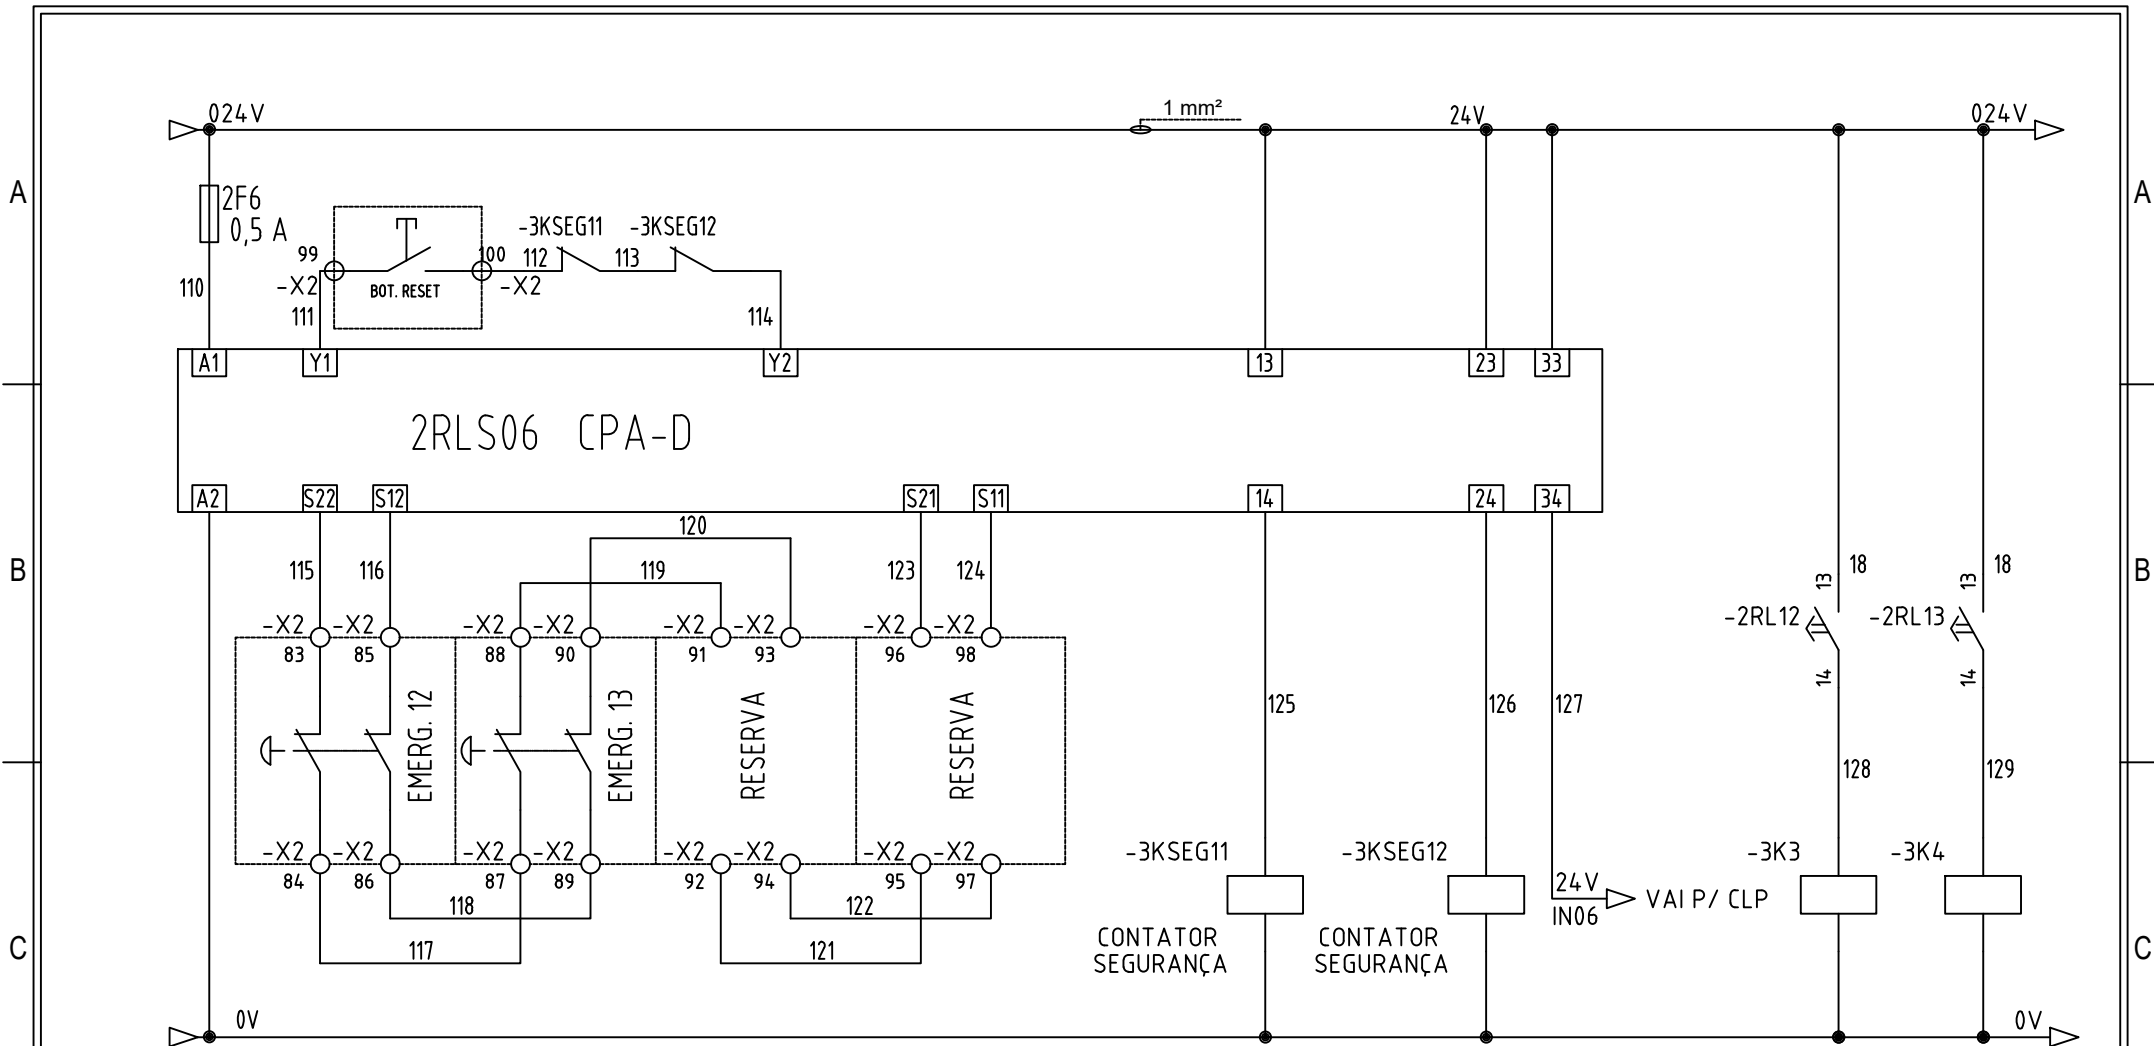 024V 1 mm² 24V 024V
A A
2F6
0,5 A
-3KSEG11 -3KSEG12
99 100 112 113
-X2 BOT. RESET -X2
110 111 114
A1 Y1 Y2 13 23 33
2RLS06 CPA-D
A2 S22 S12 S21 S11 14 24 34
120
B 115 116 119 123 124 13 18 13 18 B
-X2 -X2 -X2 -X2 -X2 -X2 -X2 -X2 -2RL12 -2RL13
83 85 88 90 91 93 96 98
14 14
EMERG. 12 EMERG. 13 RESERVA RESERVA
125 126 127
128 129
-X2 -X2 -X2 -X2 -X2 -X2 -X2 -X2 -3KSEG11 -3KSEG12 -3K3 -3K4
84 86 87 89 92 94 95 97
24V
IN06
VAI P/ CLP
118 122
C 117 121 C
CONTATOR
SEGURANÇA
CONTATOR
SEGURANÇA
0V 0V